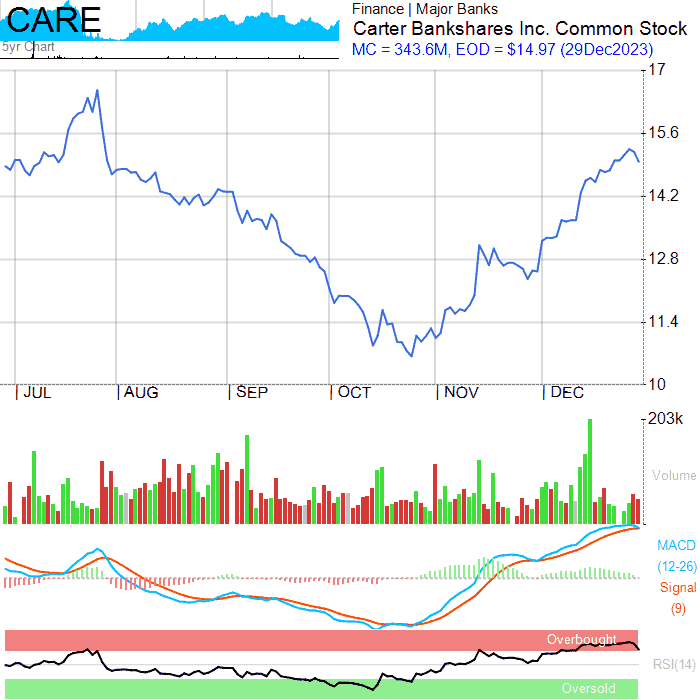 CARE
5yr Chart
Finance | Major Banks
Carter Bankshares Inc. Common Stock
MC = 343.6M, EOD = $14.97 (29Dec2023)
17
15.6
14.2
12.8
11.4
10
JUL AUG SEP OCT NOV DEC
203k
Volume
MACD
(12-26)
Signal
(9)
Overbought
RSI(14)
Oversold